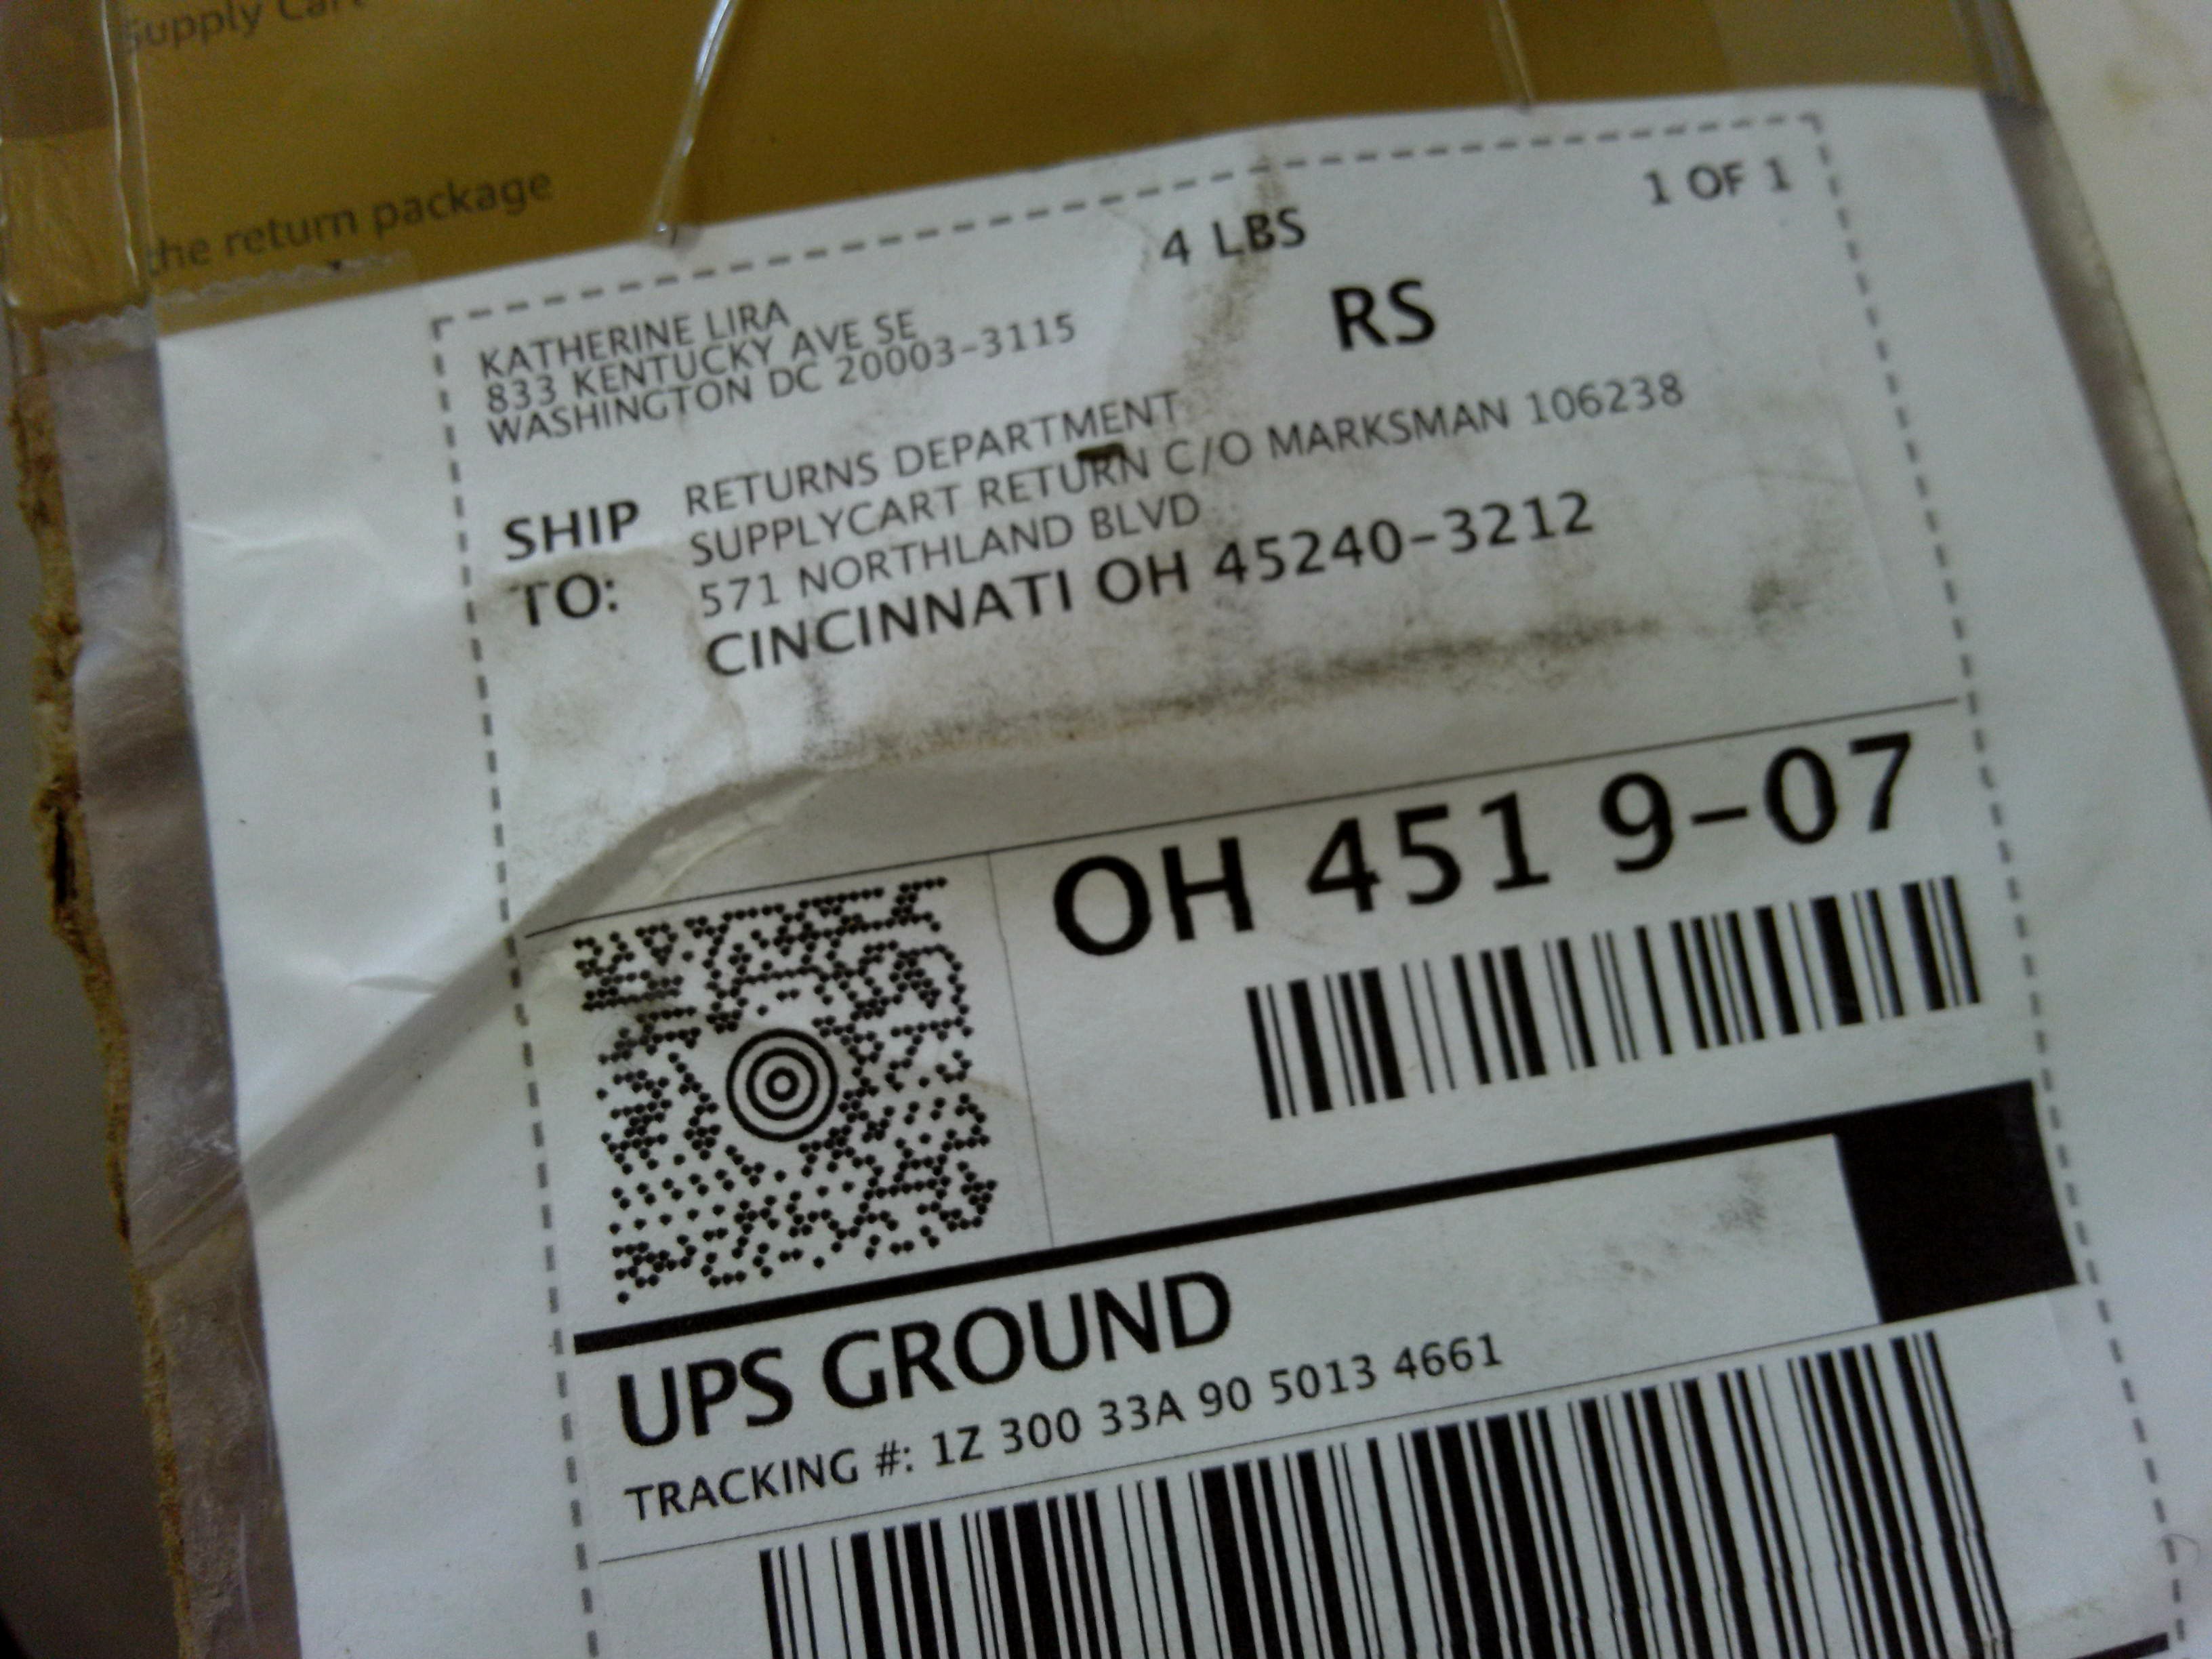 Supply Cart
the return package
4 LBS
1 OF 1
KATHERINE LIRA
833 KENTUCKY AVE SE
WASHINGTON DC 20003-3115
RS
SHIP
TO:
RETURNS DEPARTMENT
SUPPLYCART RETURN C/O MARKSMAN 106238
571 NORTHLAND BLVD
CINCINNATI OH 45240-3212
OH 451 9-07
UPS GROUND
TRACKING #: 1Z 300 33A 90 5013 4661